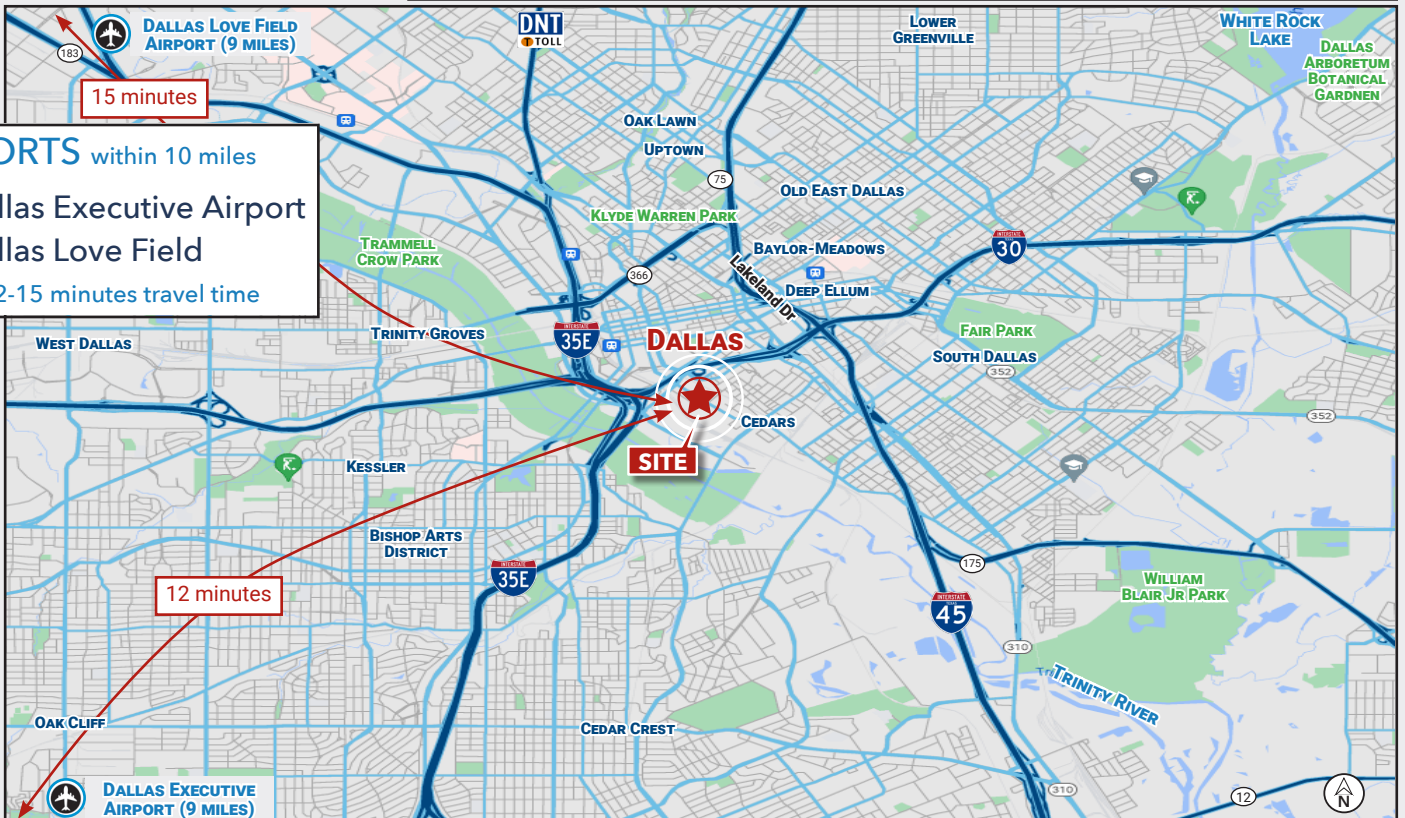 DALLAS LOVE FIELD
AIRPORT (9 MILES)
183
15 minutes
DNT
TOLL
LOWER
GREENVILLE
WHITE ROCK
LAKE
DALLAS
ARBORETUM
BOTANICAL
GARDNEN
ORTS within 10 miles
llas Executive Airport
llas Love Field
2-15 minutes travel time
OAK LAWN
UPTOWN
75
OLD EAST DALLAS
KLYDE WARREN PARK
TRAMMELL
CROW PARK
BAYLOR-MEADOWS
INTERSTATE
30
366
Lakeland Dr
DEEP ELLUM
TRINITY GROVES
INTERSTATE
35E
DALLAS
WEST DALLAS
FAIR PARK
SOUTH DALLAS
352
352
CEDARS
SITE
KESSLER
BISHOP ARTS
DISTRICT
INTERSTATE
35E
175
12 minutes
WILLIAM
BLAIR JR PARK
INTERSTATE
45
310
TRINITY RIVER
OAK CLIFF
CEDAR CREST
DALLAS EXECUTIVE
AIRPORT (9 MILES)
310
12
N